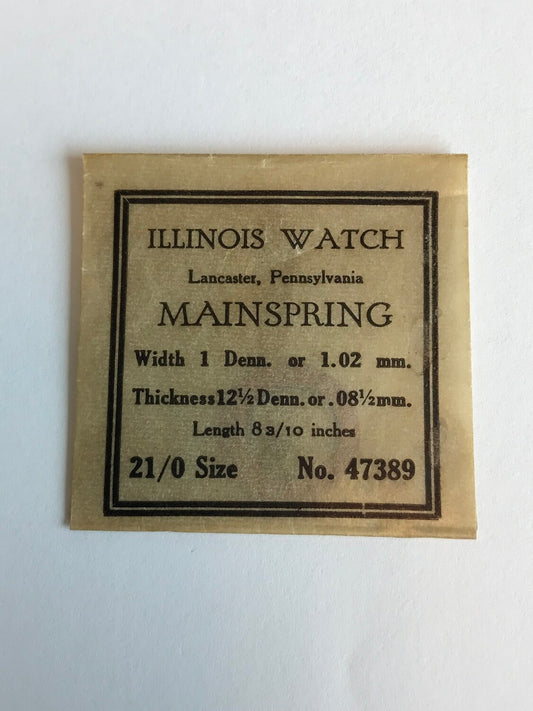 ILLINOIS WATCH
Lancaster, Pennsylvania
MAINSPRING
Width 1 Denn. or 1.02 mm.
Thickness 12½ Denn. or .08½ mm.
Length 8 3/10 inches
21/0 Size No. 47389